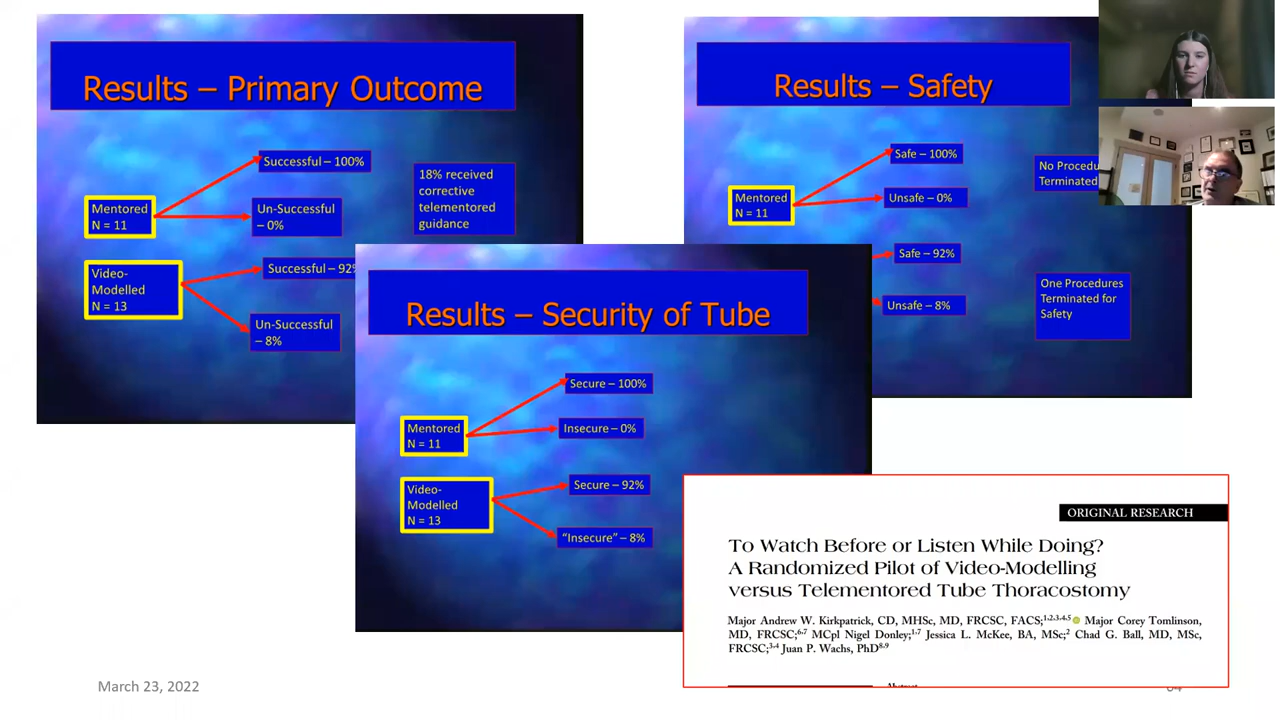 Results – Primary Outcome
Successful – 100%
Mentored
N = 11
Un-Successful
– 0%
18% received
corrective
telementored
guidance
Video-
Modelled
N = 13
Successful – 92%
Un-Successful
– 8%
Results – Safety
Safe – 100%
Mentored
N = 11
Unsafe – 0%
No
Terminated
Safe – 92%
Unsafe – 8%
One Procedures
Terminated for
Safety
Results – Security of Tube
Secure – 100%
Mentored
N = 11
Insecure – 0%
Video-
Modelled
N = 13
Secure – 92%
“Insecure” – 8%
ORIGINAL RESEARCH
To Watch Before or Listen While Doing?
A Randomized Pilot of Video-Modelling
versus Telementored Tube Thoracostomy
Major Andrew W. Kirkpatrick, CD, MHSc, MD, FRCSC, FACS;1,2,3,4,5 Major Corey Tomlinson,
MD, FRCSC;6,7 MCpl Nigel Donley;1,7 Jessica L. McKee, BA, MSc;2 Chad G. Ball, MD, MSc,
FRCSC;3,4 Juan P. Wachs, PhD8,9
March 23, 2022